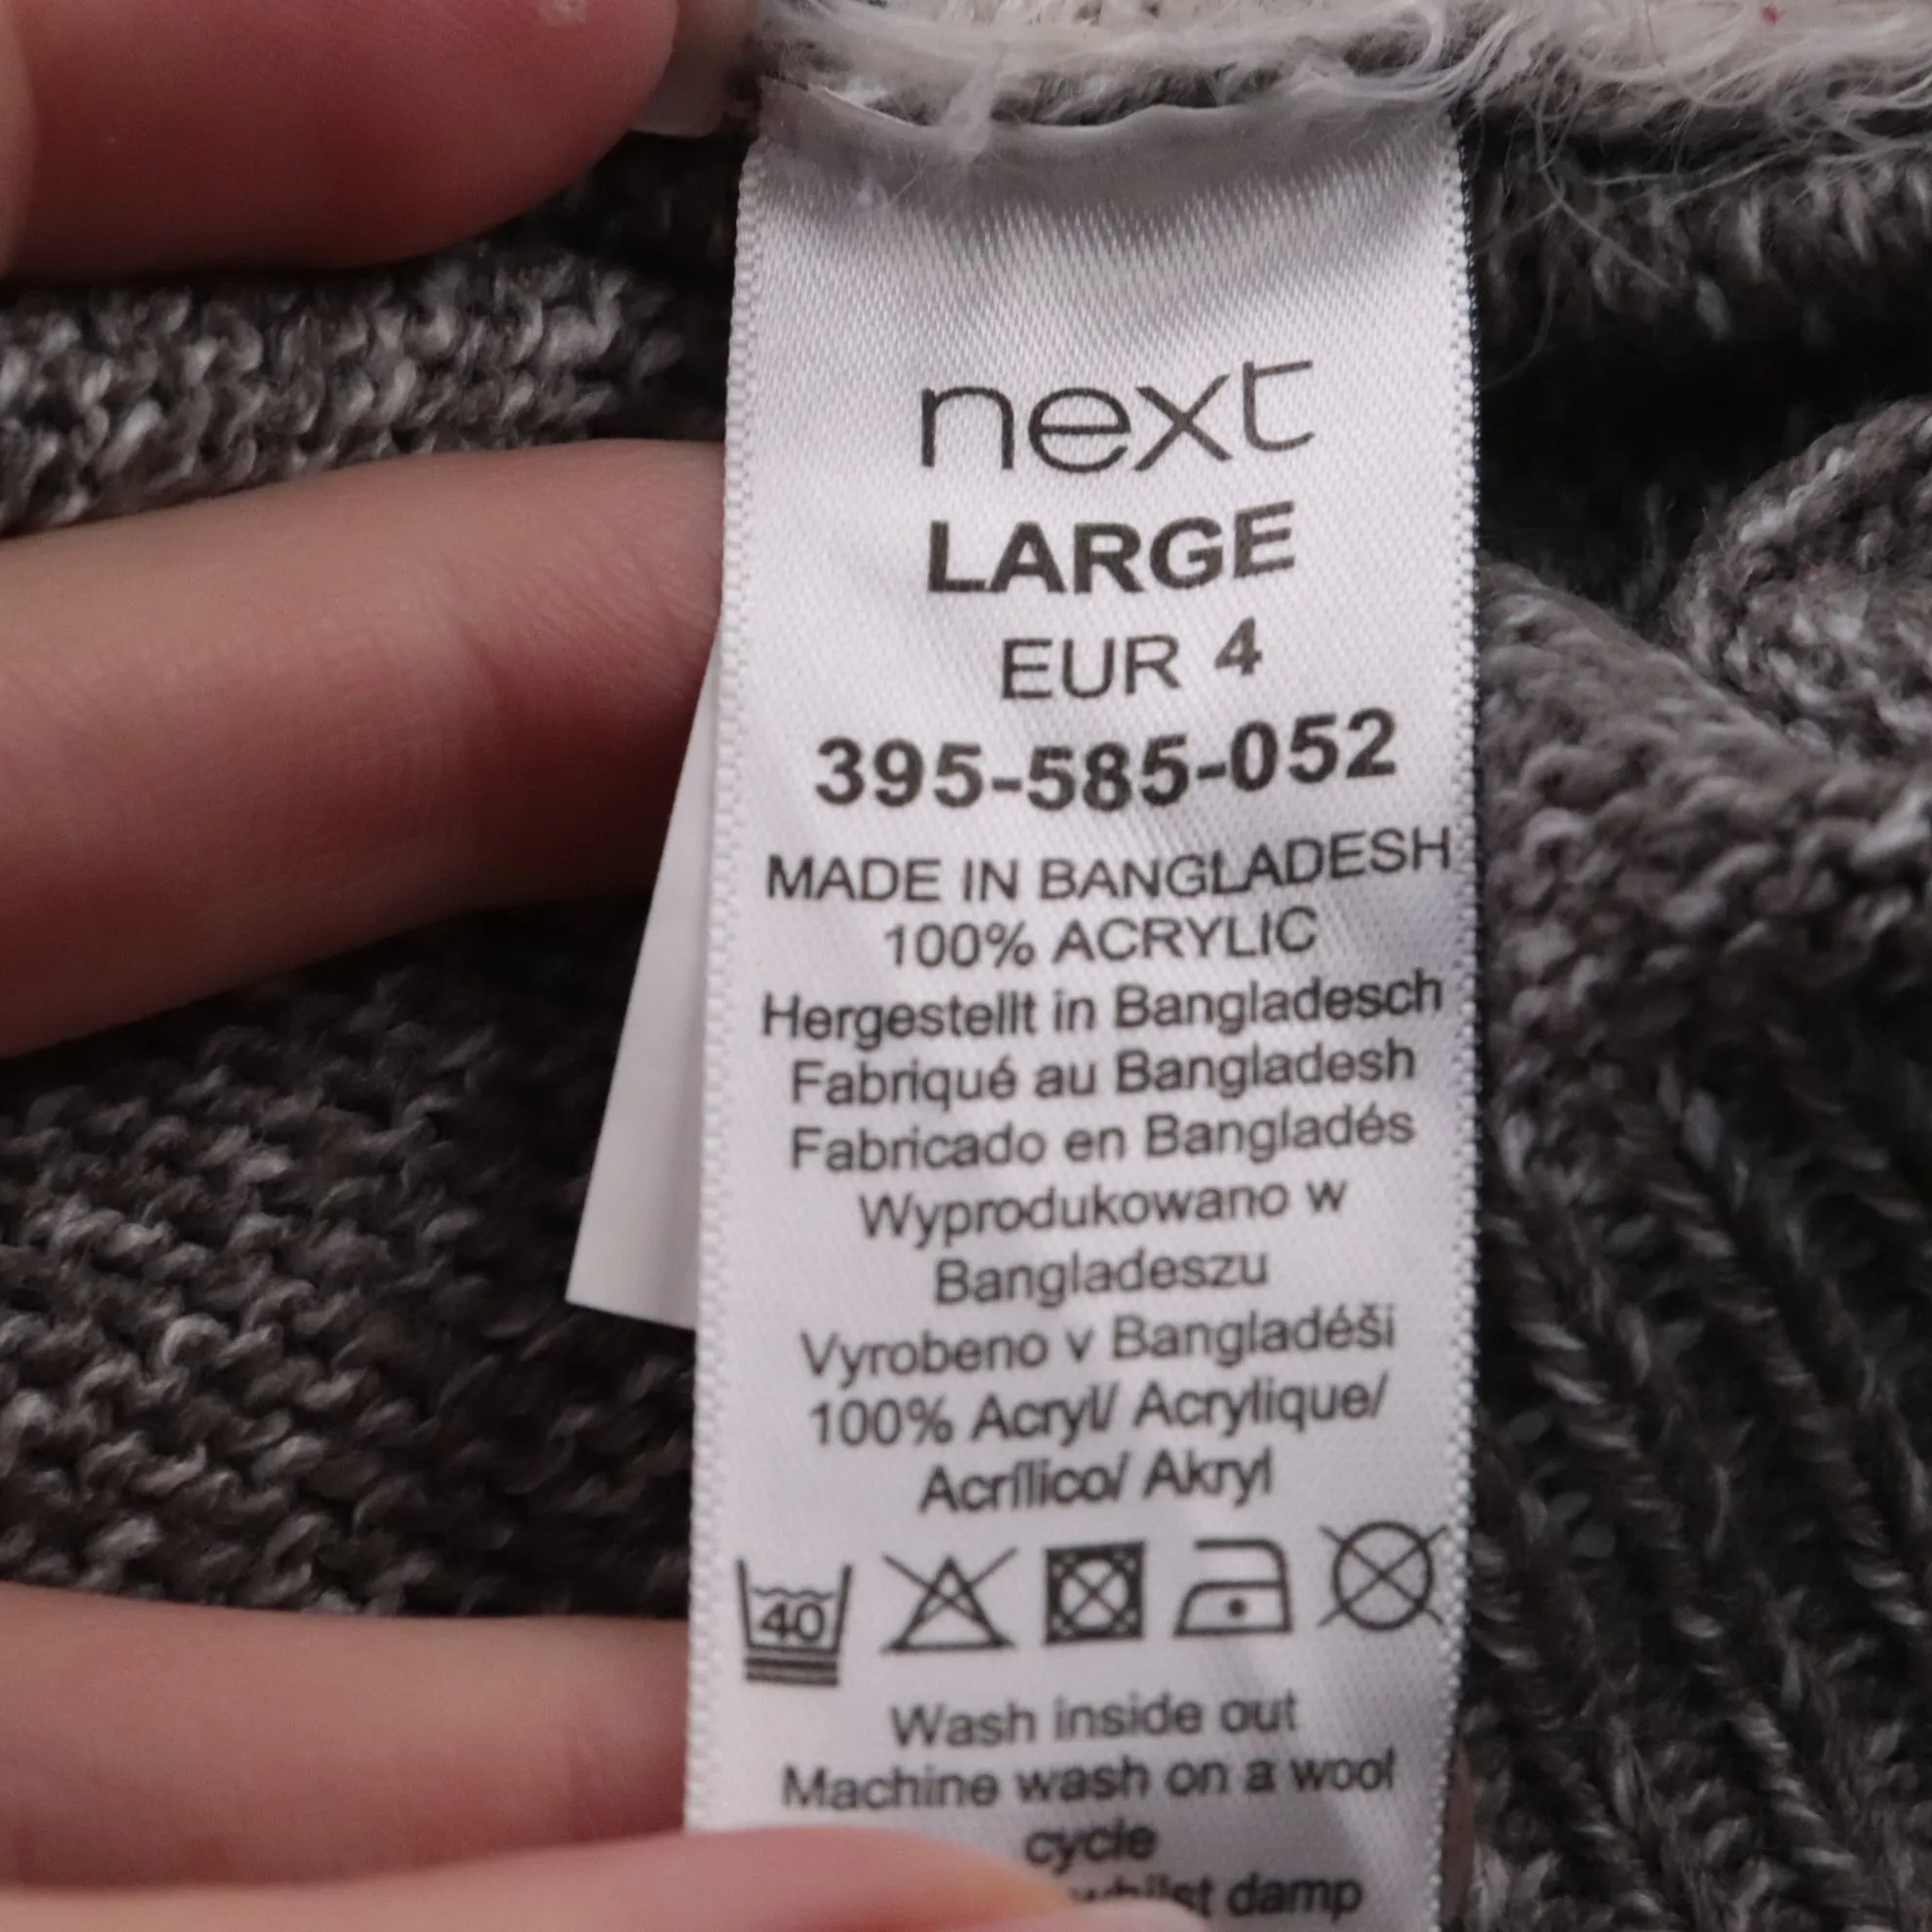 next
LARGE
EUR 4
395-585-052
MADE IN BANGLADESH
100% ACRYLIC
Hergestellt in Bangladesch
Fabriqué au Bangladesh
Fabricado en Bangladés
Wyprodukowano w
Bangladeszu
Vyrobeno v Bangladéši
100% Acryl/ Acrylique/
Acrílico/ Akryl
40
Wash inside out
Machine wash on a wool
cycle
whilst damp